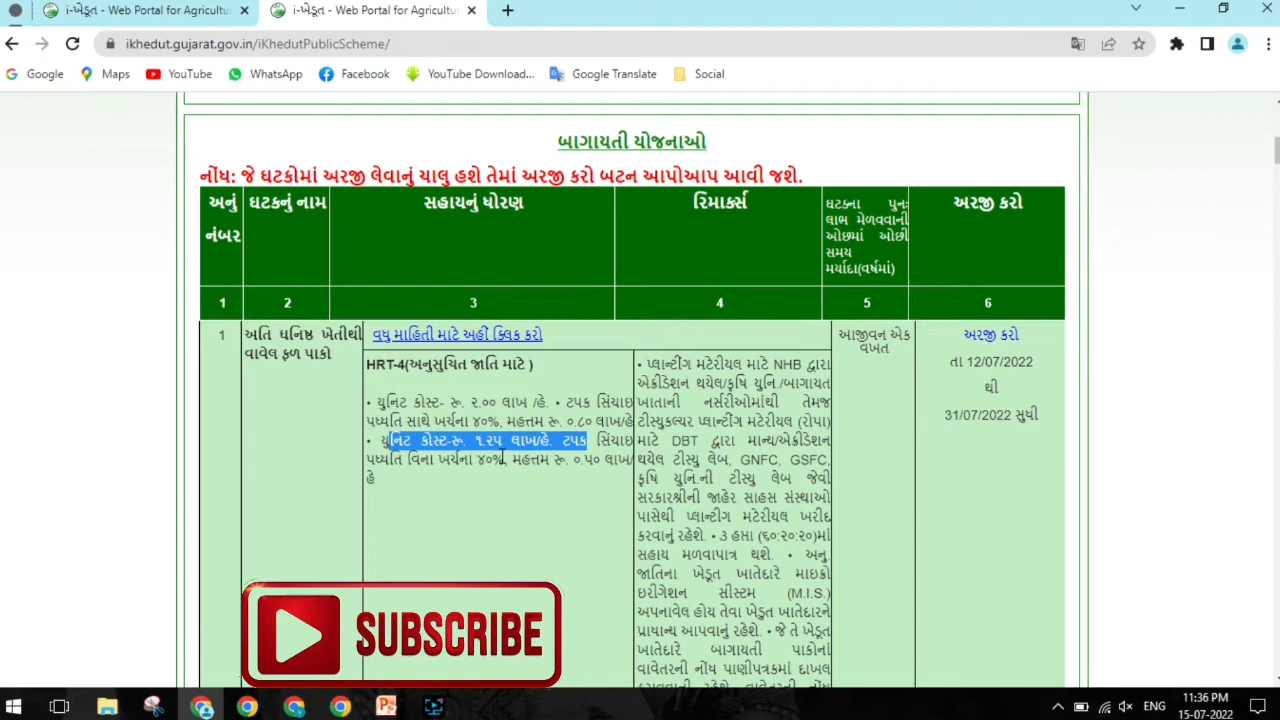 i-ખેડૂત - Web Portal for Agricultu
i-ખેડૂત - Web Portal for Agricultu
ikhedut.gujarat.gov.in/iKhedutPublicScheme/
Google
Maps
YouTube
WhatsApp
Facebook
YouTube Download...
Google Translate
Social
બાગાયતી યોજનાઓ
નોંધ: જે ઘટકોમાં અરજી લેવાનું ચાલુ હશે તેમાં અરજી કરો બટન આપોઆપ આવી જશે.
અનું
નંબર
ઘટકનું નામ
સહાયનું ધોરણ
રિમાર્ક્સ
ઘટકના પુનઃ
લાભ મેળવવાની
ઓછમાં ઓછી
સમય
મર્યાદા(વર્ષમાં)
અરજી કરો
1 2 3 4 5 6
1
અતિ ઘનિષ્ઠ ખેતીથી
વાવેલ ફળ પાકો
વધુ માહિતી માટે અહીં ક્લિક કરો
HRT-4(અનુસુચિત જાતિ માટે )
• યુનિટ કોસ્ટ- રૂ. ૨.૦૦ લાખ /હે. • ટપક સિંચાઇ
પધ્ધતિ સાથે ખર્ચના ૪૦%, મહત્તમ રૂ. ૦.૮૦ લાખ/હે
• યુનિટ કોસ્ટ-રૂ. ૧.૨૫ લાખ/હે. ટપક સિંચાઇ
પધ્ધતિ વિના ખર્ચના ૪૦%, મહત્તમ રૂ. ૦.૫૦ લાખ/
હે
• પ્લાન્ટીંગ મટેરીયલ માટે NHB દ્વારા
એક્રીડેશન થયેલ/કૃષિ યુનિ./બાગાયત
ખાતાની નર્સરીઓમાંથી તેમજ
ટીસ્યુકલ્ચર પ્લાન્ટીંગ મટેરીયલ (રોપા)
માટે DBT દ્વારા માન્ય/એક્રીડેશન
થયેલ ટીસ્યુ લેબ, GNFC, GSFC,
કૃષિ યુનિ.ની ટીસ્યુ લેબ જેવી
સરકારશ્રીની જાહેર સાહસ સંસ્થાઓ
પાસેથી પ્લાન્ટીગ મટેરીયલ ખરીદ
કરવાનું રહેશે. • ૩ હપ્તા (૬૦:૨૦:૨૦)માં
સહાય મળવાપાત્ર થશે. • અનુ.
જાતિના ખેડૂત ખાતેદારે માઇક્રો
ઇરીગેશન સીસ્ટમ (M.I.S.)
અપનાવેલ હોય તેવા ખેડુત ખાતેદારને
પ્રાધાન્ય આપવાનું રહેશે. • જે તે ખેડૂત
ખાતેદારે બાગાયતી પાકોનાં
વાવેતરની નોંધ પાણીપત્રકમાં દાખલ
આજીવન એક
વખત
અરજી કરો
તા 12/07/2022
થી
31/07/2022 સુધી
SUBSCRIBE
ENG
11:36 PM
15-07-2022